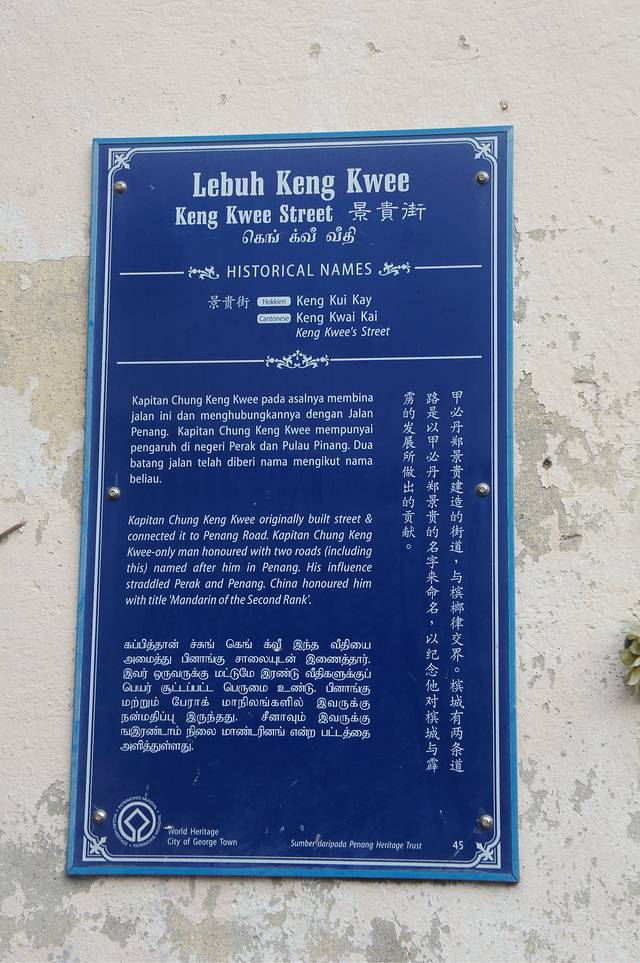 Lebuh Keng Kwee
Keng Kwee Street 景貴街
கெங் க்வீ வீதி
HISTORICAL NAMES
景贵街 Hokkien Keng Kui Kay
Cantonese Keng Kwai Kai
Keng Kwee's Street
Kapitan Chung Keng Kwee pada asalnya membina
jalan ini dan menghubungkannya dengan Jalan
Penang. Kapitan Chung Keng Kwee mempunyai
pengaruh di negeri Perak dan Pulau Pinang. Dua
batang jalan telah diberi nama mengikut nama
beliau.
Kapitan Chung Keng Kwee originally built street &
connected it to Penang Road. Kapitan Chung Keng
Kwee-only man honoured with two roads (including
this) named after him in Penang. His influence
straddled Perak and Penang. China honoured him
with title 'Mandarin of the Second Rank'.
கப்பித்தான் ச்சுங் கெங் க்வீ இந்த வீதியை
அமைத்து பினாங்கு சாலையுடன் இணைத்தார்.
இவர் ஒருவருக்கு மட்டுமே இரண்டு வீதிகளுக்குப்
பெயர் சூட்டப்பட்ட பெருமை உண்டு. பினாங்கு
மற்றும் பேராக் மாநிலங்களில் இவருக்கு
நன்மதிப்பு இருந்தது. சீனாவும் இவருக்கு
இரண்டாம் நிலை மாண்டரினங் என்ற பட்டத்தை
அளித்துள்ளது.
甲必丹郑景贵建造的街道，与槟榔律交界。槟城有两条道
路是以甲必丹郑景贵的名字来命名，以纪念他对槟城与霹
雳的发展所做出的贡献。
World Heritage
City of George Town
Sumber daripada Penang Heritage Trust
45